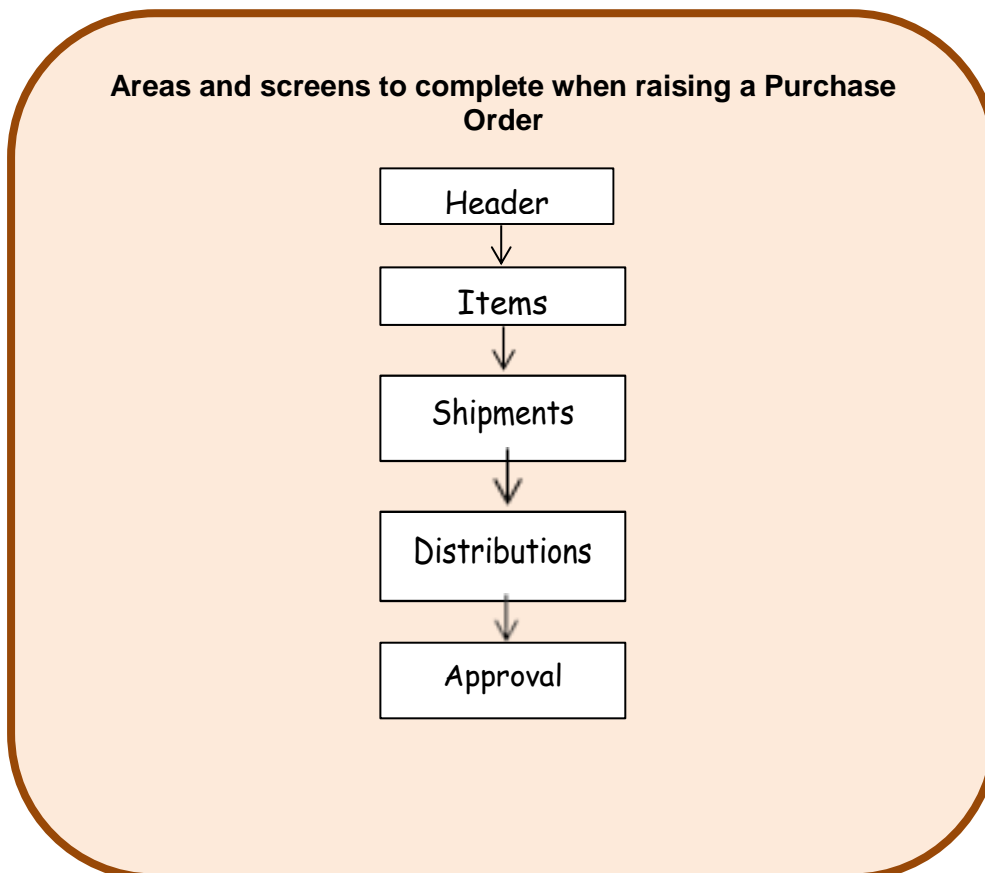 Areas and screens to complete when raising a Purchase
Order
Header
Items
Shipments
Distributions
Approval